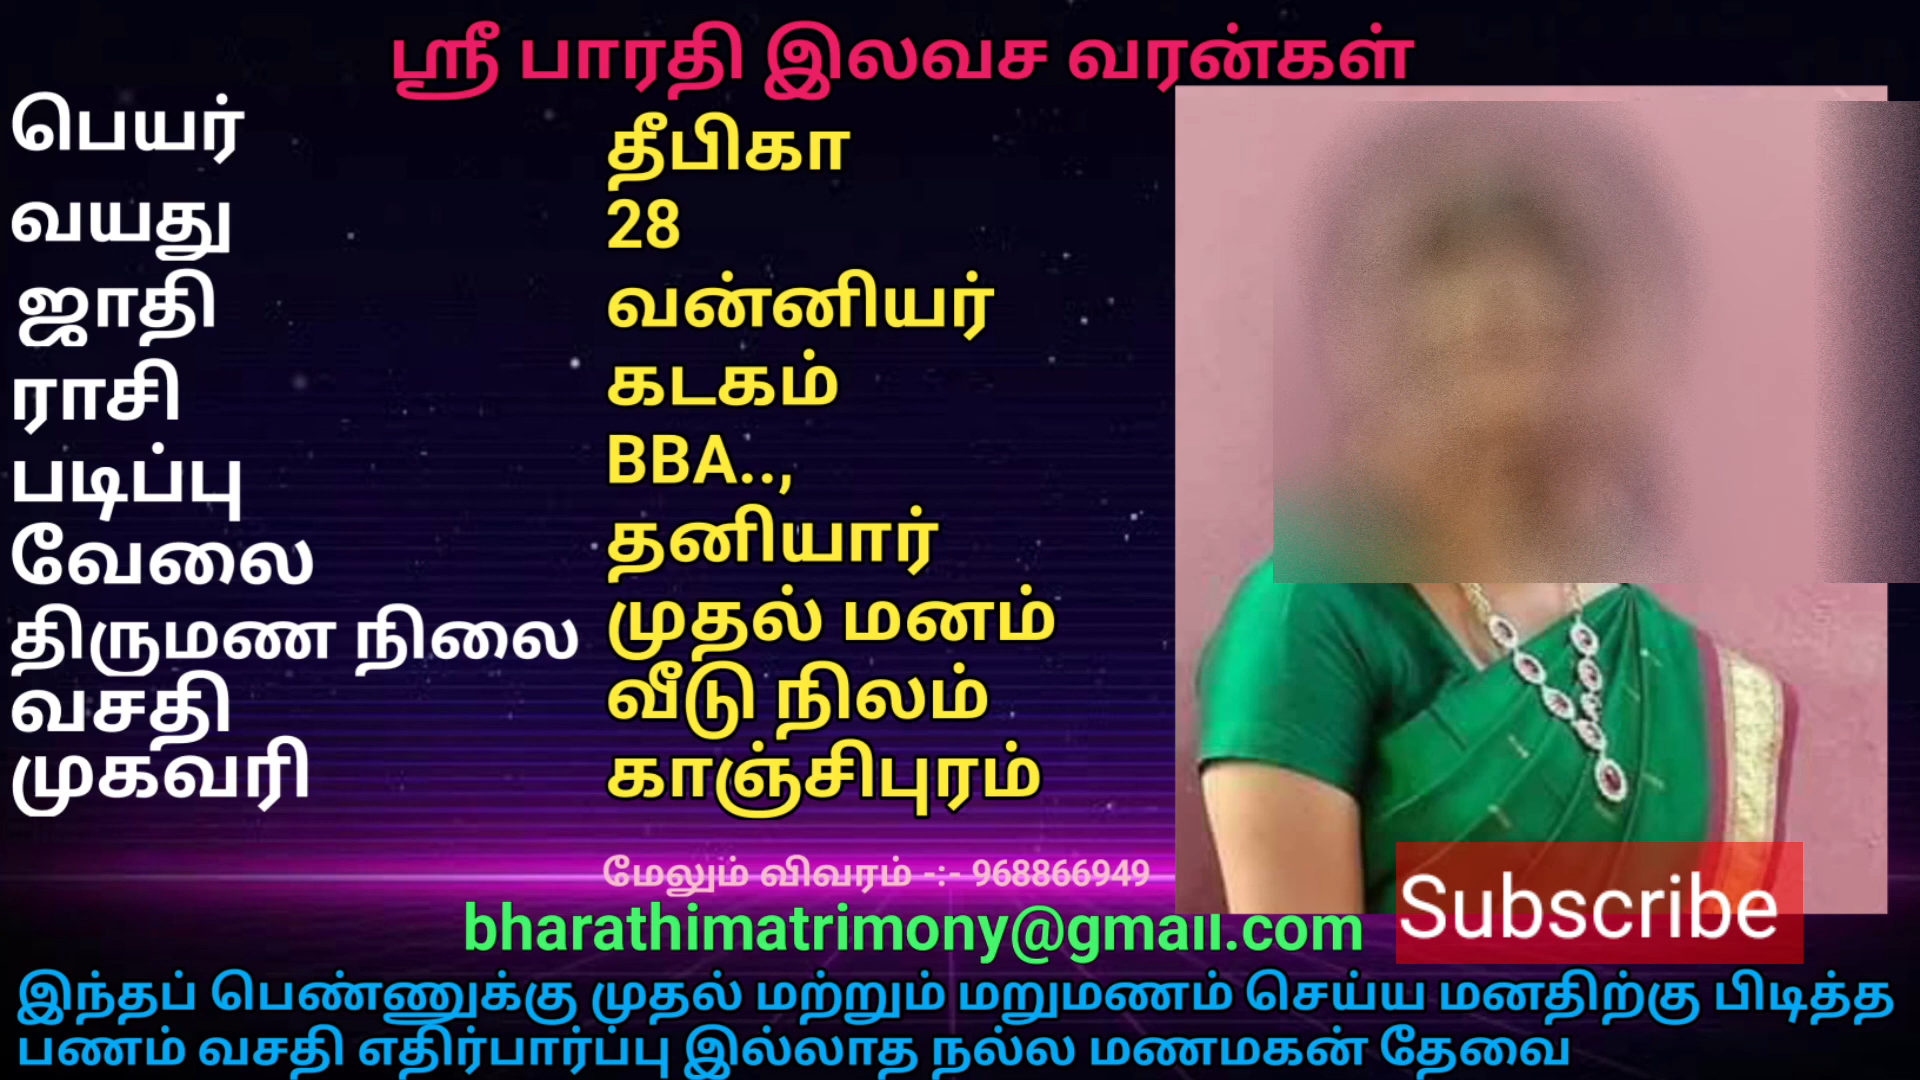 ஸ்ரீ பாரதி இலவச வரன்கள்
பெயர் தீபிகா
வயது 28
ஜாதி வன்னியர்
ராசி கடகம்
படிப்பு BBA..,
வேலை தனியார்
திருமண நிலை முதல் மனம்
வசதி வீடு நிலம்
முகவரி காஞ்சிபுரம்
மேலும் விவரம் -:- 968866949
bharathimatrimony@gmail.com
Subscribe
இந்தப் பெண்ணுக்கு முதல் மற்றும் மறுமணம் செய்ய மனதிற்கு பிடித்த
பணம் வசதி எதிர்பார்ப்பு இல்லாத நல்ல மணமகன் தேவை